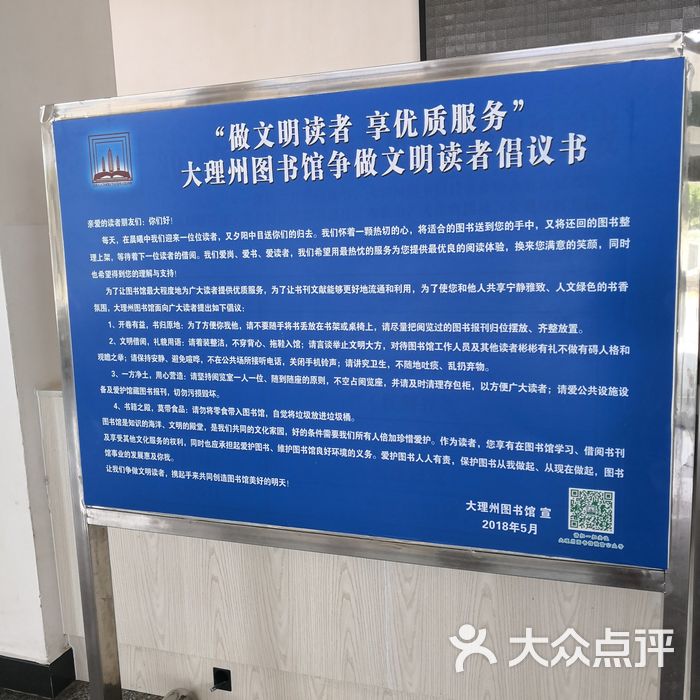 “做文明读者 享优质服务”
大理州图书馆争做文明读者倡议书
亲爱的读者朋友们：你们好！
每天，在晨曦中我们迎来一位位读者，又夕阳中目送你们的归去。我们怀着一颗热切的心，将适合的图书送到您的手中，又将还回的图书整
理上架，等待着下一位读者的借阅。我们爱岗、爱书、爱读者，我们希望用最热忱的服务为您提供最优良的阅读体验，换来您满意的笑颜，同时
也希望得到您的理解与支持！
为了让图书馆最大程度地为广大读者提供优质服务，为了让书刊文献能够更好地流通和利用，为了使您和他人共享宁静雅致、人文绿色的书香
氛围，大理州图书馆面向广大读者提出如下倡议：
1、开卷有益，书归原地：为了方便你我他，请不要随手将书丢放在书架或桌椅上，请尽量把阅览过的图书报刊归位摆放、齐整放置。
2、文明借阅，礼貌用语：请着装整洁，不穿背心、拖鞋入馆；请言谈举止文明大方，对待图书馆工作人员及其他读者彬彬有礼不做有碍人格和
观瞻之举；请保持安静、避免喧哗，不在公共场所接听电话，关闭手机铃声；请讲究卫生，不随地吐痰、乱扔弃物。
3、一方净土，用心营造：请坚持阅览室一人一位、随到随座的原则，不空占阅览座，并请及时清理存包柜，以方便广大读者；请爱公共设施设
备及爱护馆藏图书报刊，切勿污损毁坏。
4、书籍之殿，莫带食品：请勿将零食带入图书馆，自觉将垃圾放进垃圾桶。
图书馆是知识的海洋、文明的殿堂，是我们共同的文化家园，好的条件需要我们所有人倍加珍惜爱护。作为读者，您享有在图书馆学习、借阅书刊
及享受其他文化服务的权利，同时也应承担起爱护图书、维护图书馆良好环境的义务。爱护图书人人有责，保护图书从我做起、从现在做起，图书
馆事业的发展惠及你我。
让我们争做文明读者，携起手来共同创造图书馆美好的明天！
大理州图书馆 宣
2018年5月
大众点评